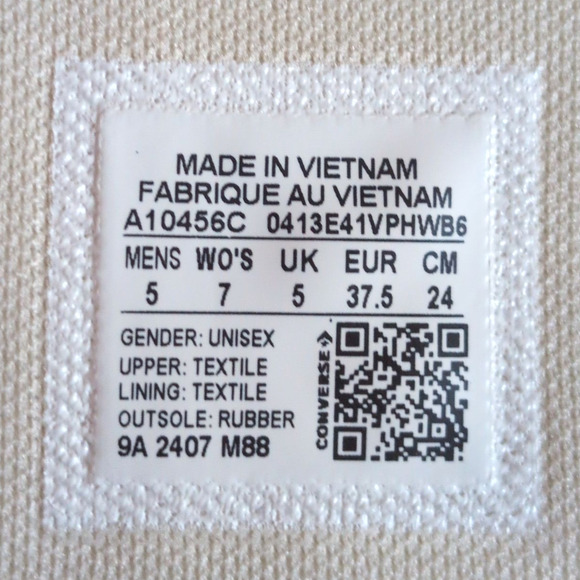 MADE IN VIETNAM
FABRIQUE AU VIETNAM
A10456C 0413E41VPHWB6
MENS WO'S UK EUR CM
5 7 5 37.5 24
GENDER: UNISEX
UPPER: TEXTILE
LINING: TEXTILE
OUTSOLE: RUBBER
9A 2407 M88
CONVERSE